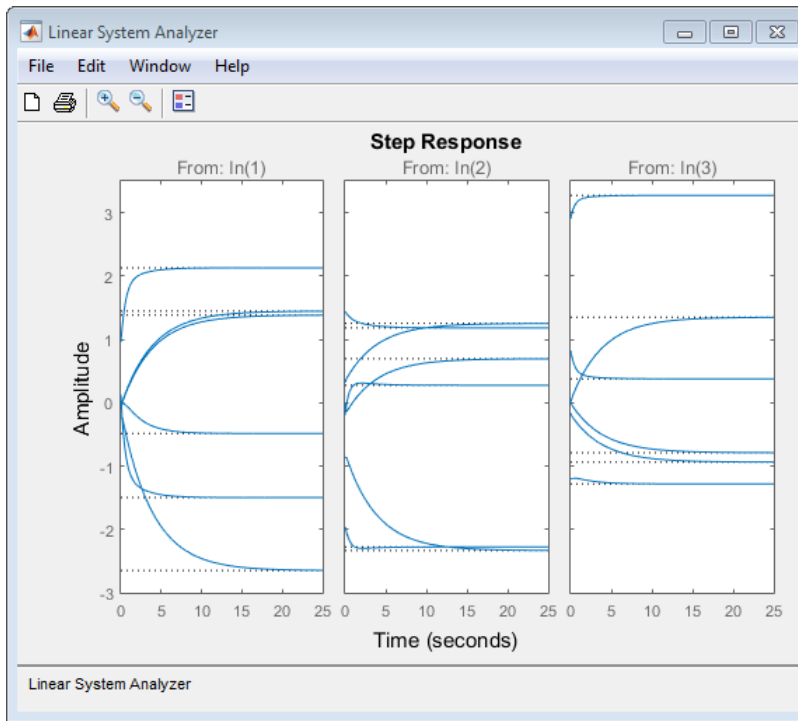 Linear System Analyzer
File Edit Window Help
Step Response
From: In(1) From: In(2) From: In(3)
Amplitude
3
2
1
0
-1
-2
-3
0 5 10 15 20 25 0 5 10 15 20 25 0 5 10 15 20 25
Time (seconds)
Linear System Analyzer